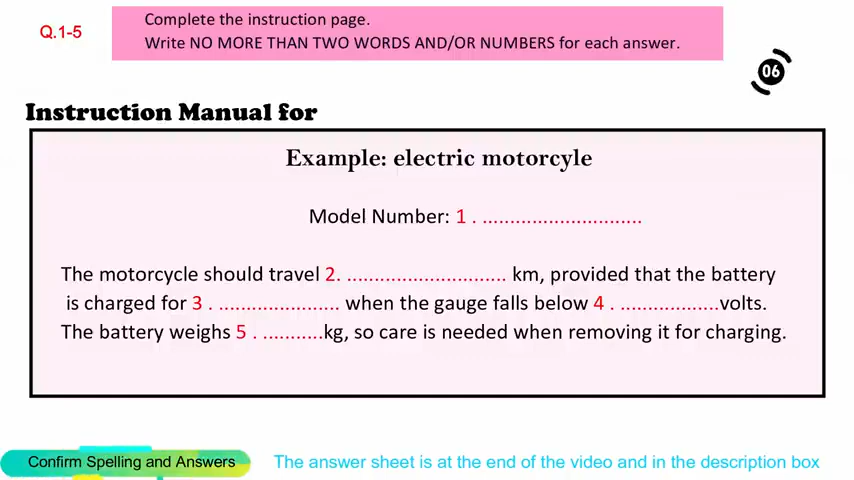 Q.1-5
Complete the instruction page.
Write NO MORE THAN TWO WORDS AND/OR NUMBERS for each answer.
06
Instruction Manual for
Example: electric motorcyle
Model Number: 1 . .............................
The motorcycle should travel 2. ............................. km, provided that the battery
is charged for 3 . ...................... when the gauge falls below 4 . ..................volts.
The battery weighs 5 . ...........kg, so care is needed when removing it for charging.
Confirm Spelling and Answers
The answer sheet is at the end of the video and in the description box